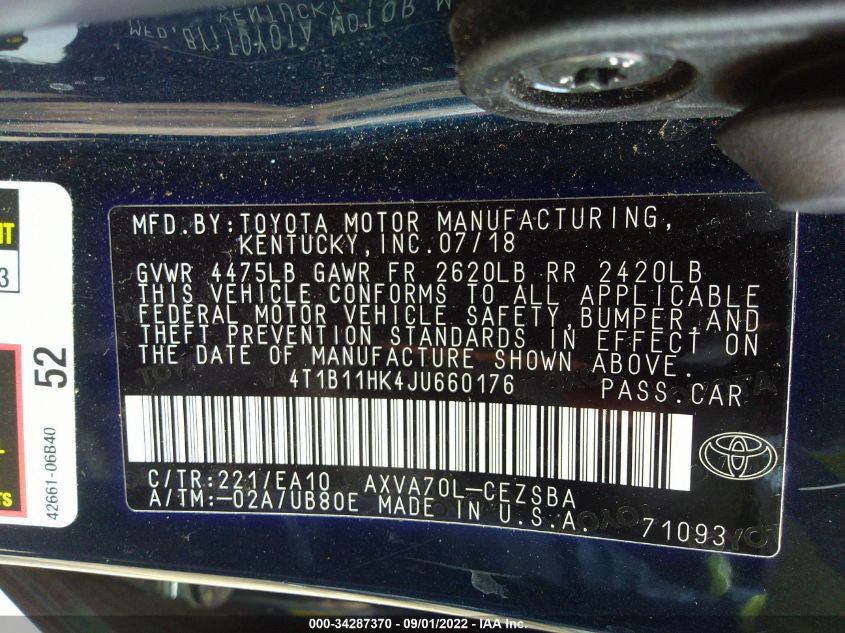 MFD.BY:TOYOTA MOTOR MANUFACTURING,
KENTUCKY,INC.07/18
GVWR 4475LB GAWR FR 2620LB RR 2420LB
THIS VEHICLE CONFORMS TO ALL APPLICABLE
FEDERAL MOTOR VEHICLE SAFETY,BUMPER,AND
THEFT PREVENTION STANDARDS IN EFFECT ON
THE DATE OF MANUFACTURE SHOWN ABOVE.
4T1B11HK4JU660176 PASS.CAR
C/TR:221/EA10 AXVA70L-CEZSBA
A/TM:-02A7UB80E MADE IN U.S.A. 71093
3
52
42661-06B40
000-34287370 - 09/01/2022 - IAA Inc.